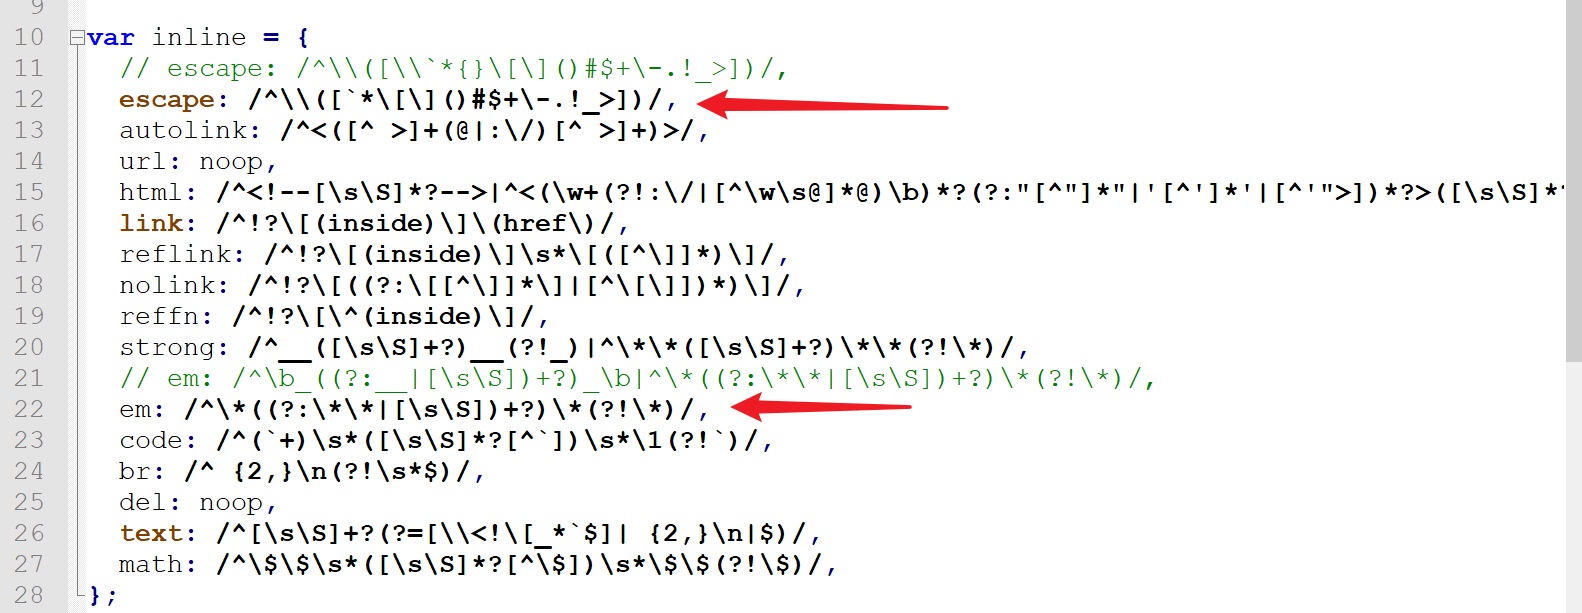 9
10 var inline = {
11 // escape: /^\\([\\`*{}\[\]()#$+\-.!_>])/,
12 escape: /^\\([`*\[\]()#$+\-.!_>])/,
13 autolink: /^<([^ >]+(@|:\/)[^ >]+)>/,
14 url: noop,
15 html: /^<!--[\s\S]*?-->|^<(\w+(?!:\/|[^\w\s@]*@)\b)*?(?:"[^"]*"|'[^']*'|[^'">])*?>([\s\S]*
16 link: /^!?\[(inside)\]\(href\)/,
17 reflink: /^!?\[(inside)\]\s*\[([^\]]*)\]/,
18 nolink: /^!?\[((?:\[[^\]]*\]|[^\[\]])*)\]/,
19 reffn: /^!?\[\^(inside)\]/,
20 strong: /^__([\s\S]+?)__(?!_)|^\*\*([\s\S]+?)\*\*(?!\*)/,
21 // em: /^\b_((?:__|[\s\S])+?)_\b|^\*((?:\*\*|[\s\S])+?)\*(?!\*)/,
22 em: /^\*((?:\*\*|[\s\S])+?)\*(?!\*)/,
23 code: /^(`+)\s*([\s\S]*?[^`])\s*\1(?!`)/,
24 br: /^ {2,}\n(?!\s*$)/,
25 del: noop,
26 text: /^[\s\S]+?(?=[\\<!\[_*`$]| {2,}\n|$)/,
27 math: /^\$\$\s*([\s\S]*?[^\$])\s*\$\$(?!\$)/,
28 };